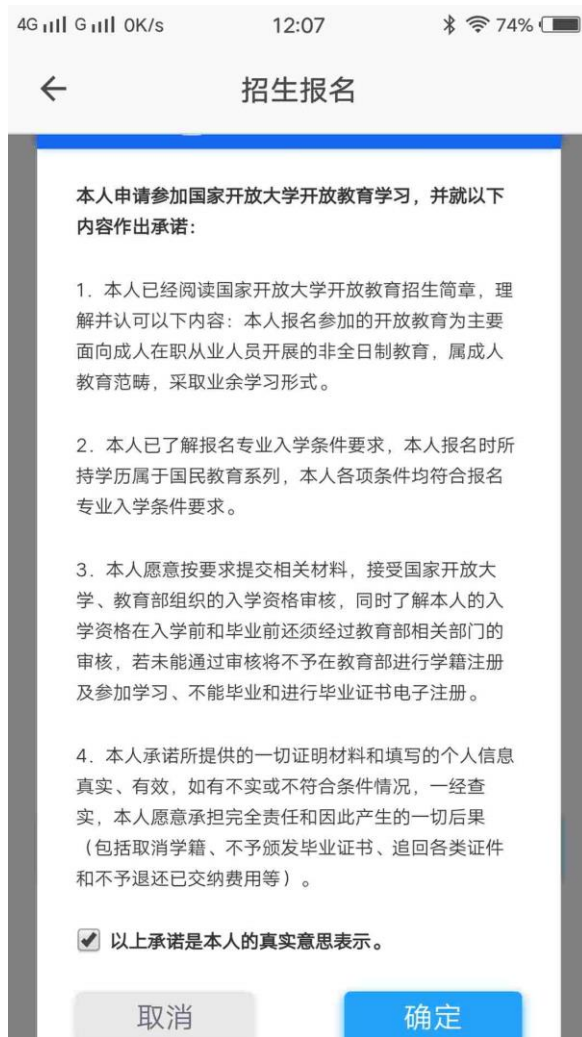 4G G 0K/s 12:07 74%
招生报名
本人申请参加国家开放大学开放教育学习，并就以下
内容作出承诺：
1. 本人已经阅读国家开放大学开放教育招生简章，理
解并认可以下内容：本人报名参加的开放教育为主要
面向成人在职从业人员开展的非全日制教育，属成人
教育范畴，采取业余学习形式。
2. 本人已了解报名专业入学条件要求，本人报名时所
持学历属于国民教育系列，本人各项条件均符合报名
专业入学条件要求。
3. 本人愿意按要求提交相关材料，接受国家开放大
学、教育部组织的入学资格审核，同时了解本人的入
学资格在入学前和毕业前还须经过教育部相关部门的
审核，若未能通过审核将不予在教育部进行学籍注册
及参加学习、不能毕业和进行毕业证书电子注册。
4. 本人承诺所提供的一切证明材料和填写的个人信息
真实、有效，如有不实或不符合条件情况，一经查
实，本人愿意承担完全责任和因此产生的一切后果
（包括取消学籍、不予颁发毕业证书、追回各类证件
和不予退还已交纳费用等）。
以上承诺是本人的真实意思表示。
取消 确定